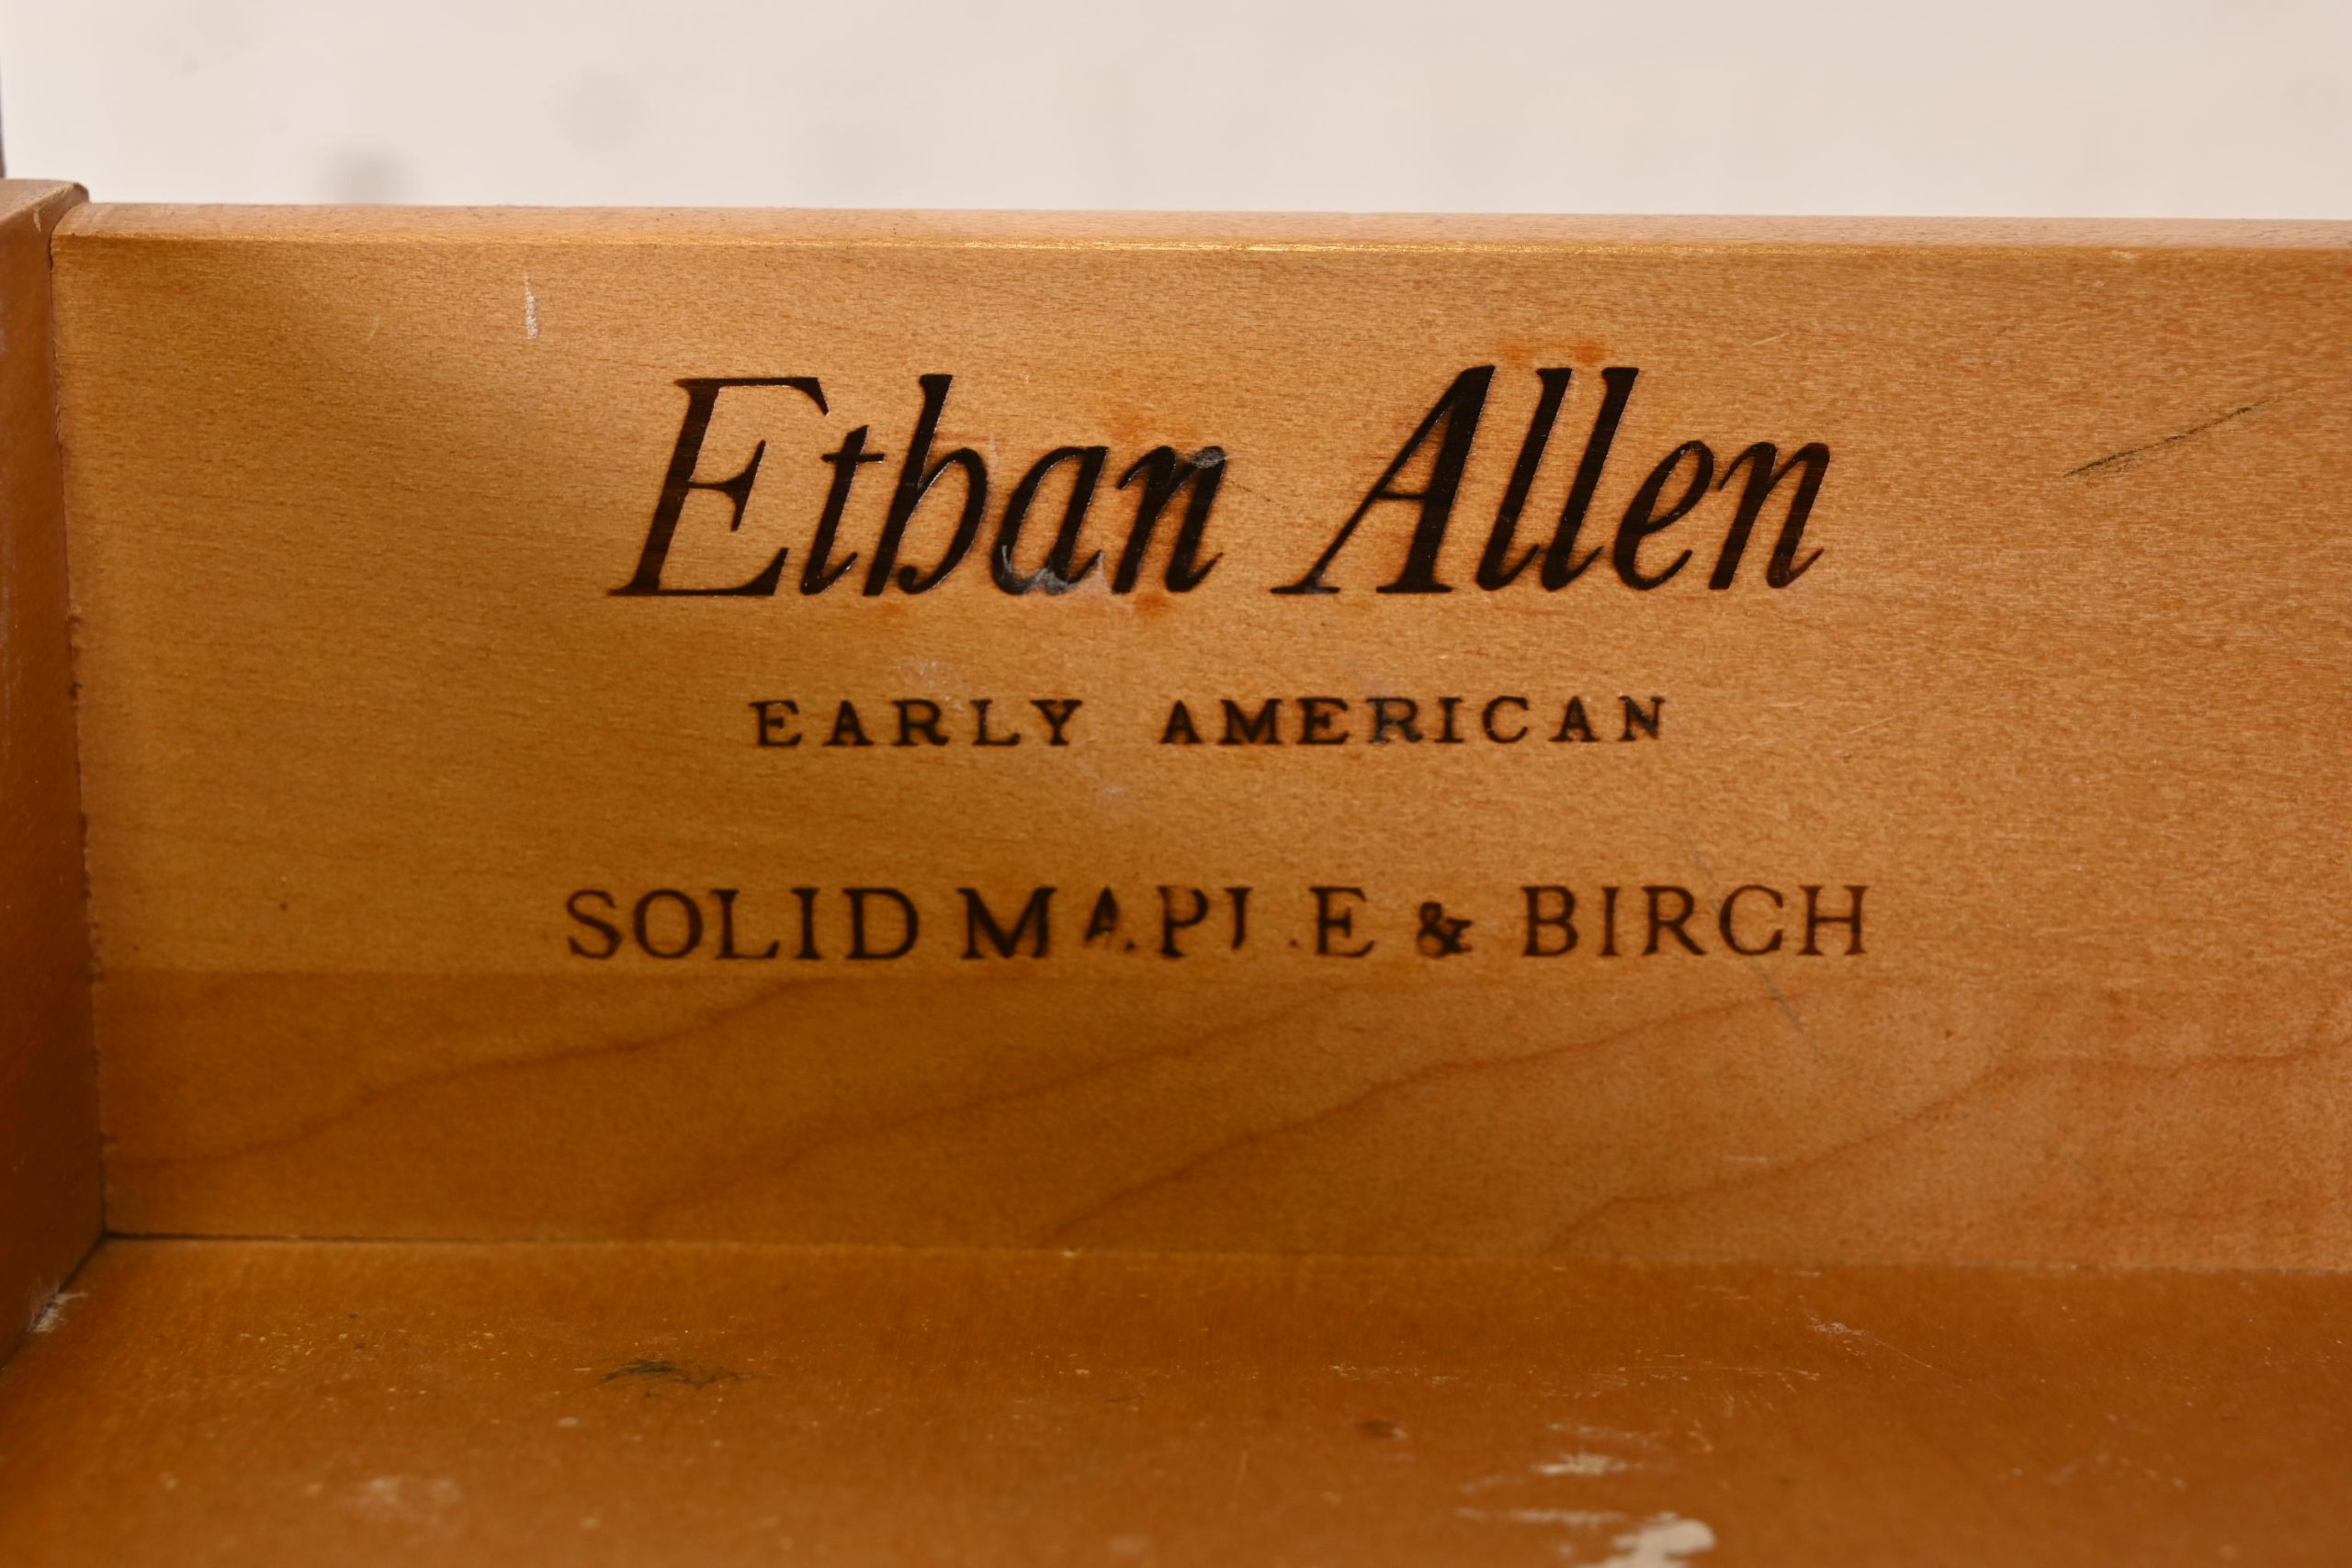 Ethan Allen
EARLY AMERICAN
SOLID MAPLE & BIRCH